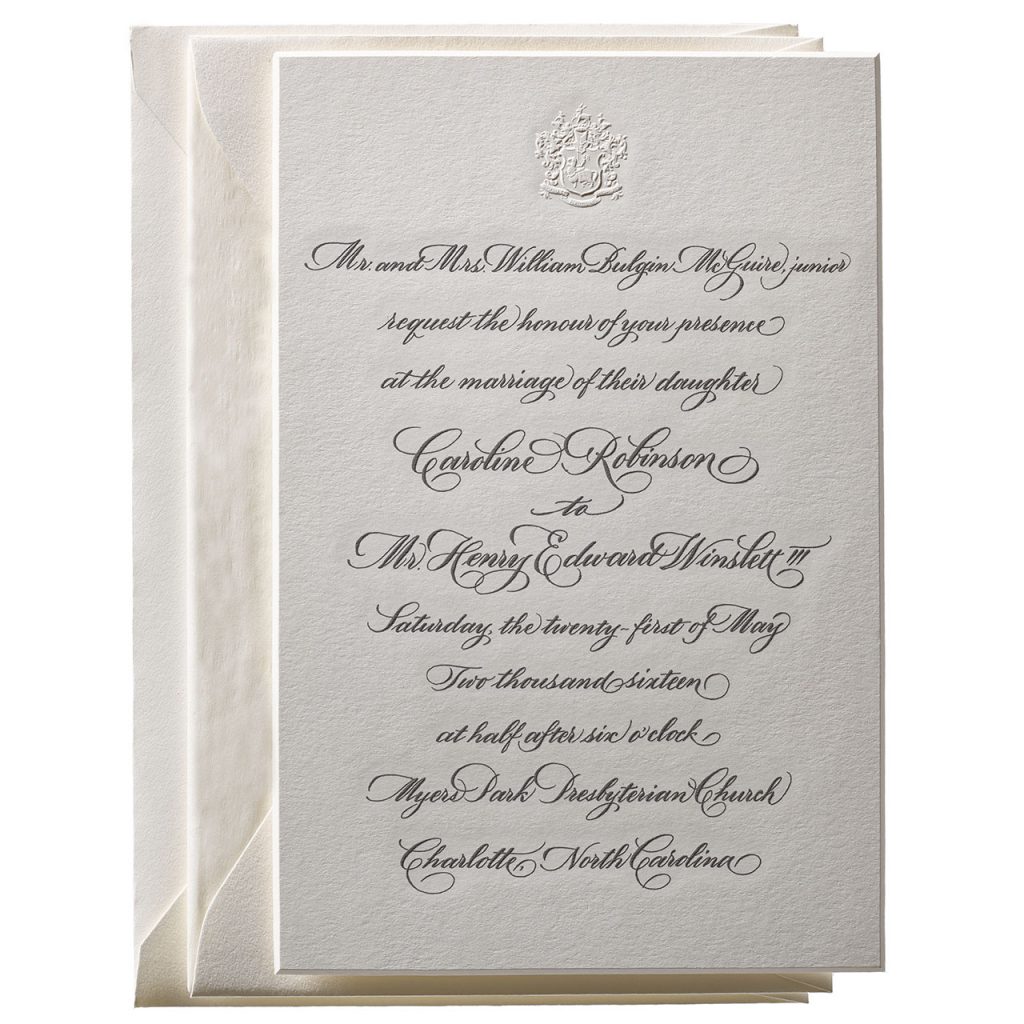 Mr. and Mrs. William Bulgin McGuire, junior
request the honour of your presence
at the marriage of their daughter
Caroline Robinson
to
Mr. Henry Edward Winslett III
Saturday, the twenty-first of May
Two thousand sixteen
at half after six o'clock
Myers Park Presbyterian Church
Charlotte, North Carolina